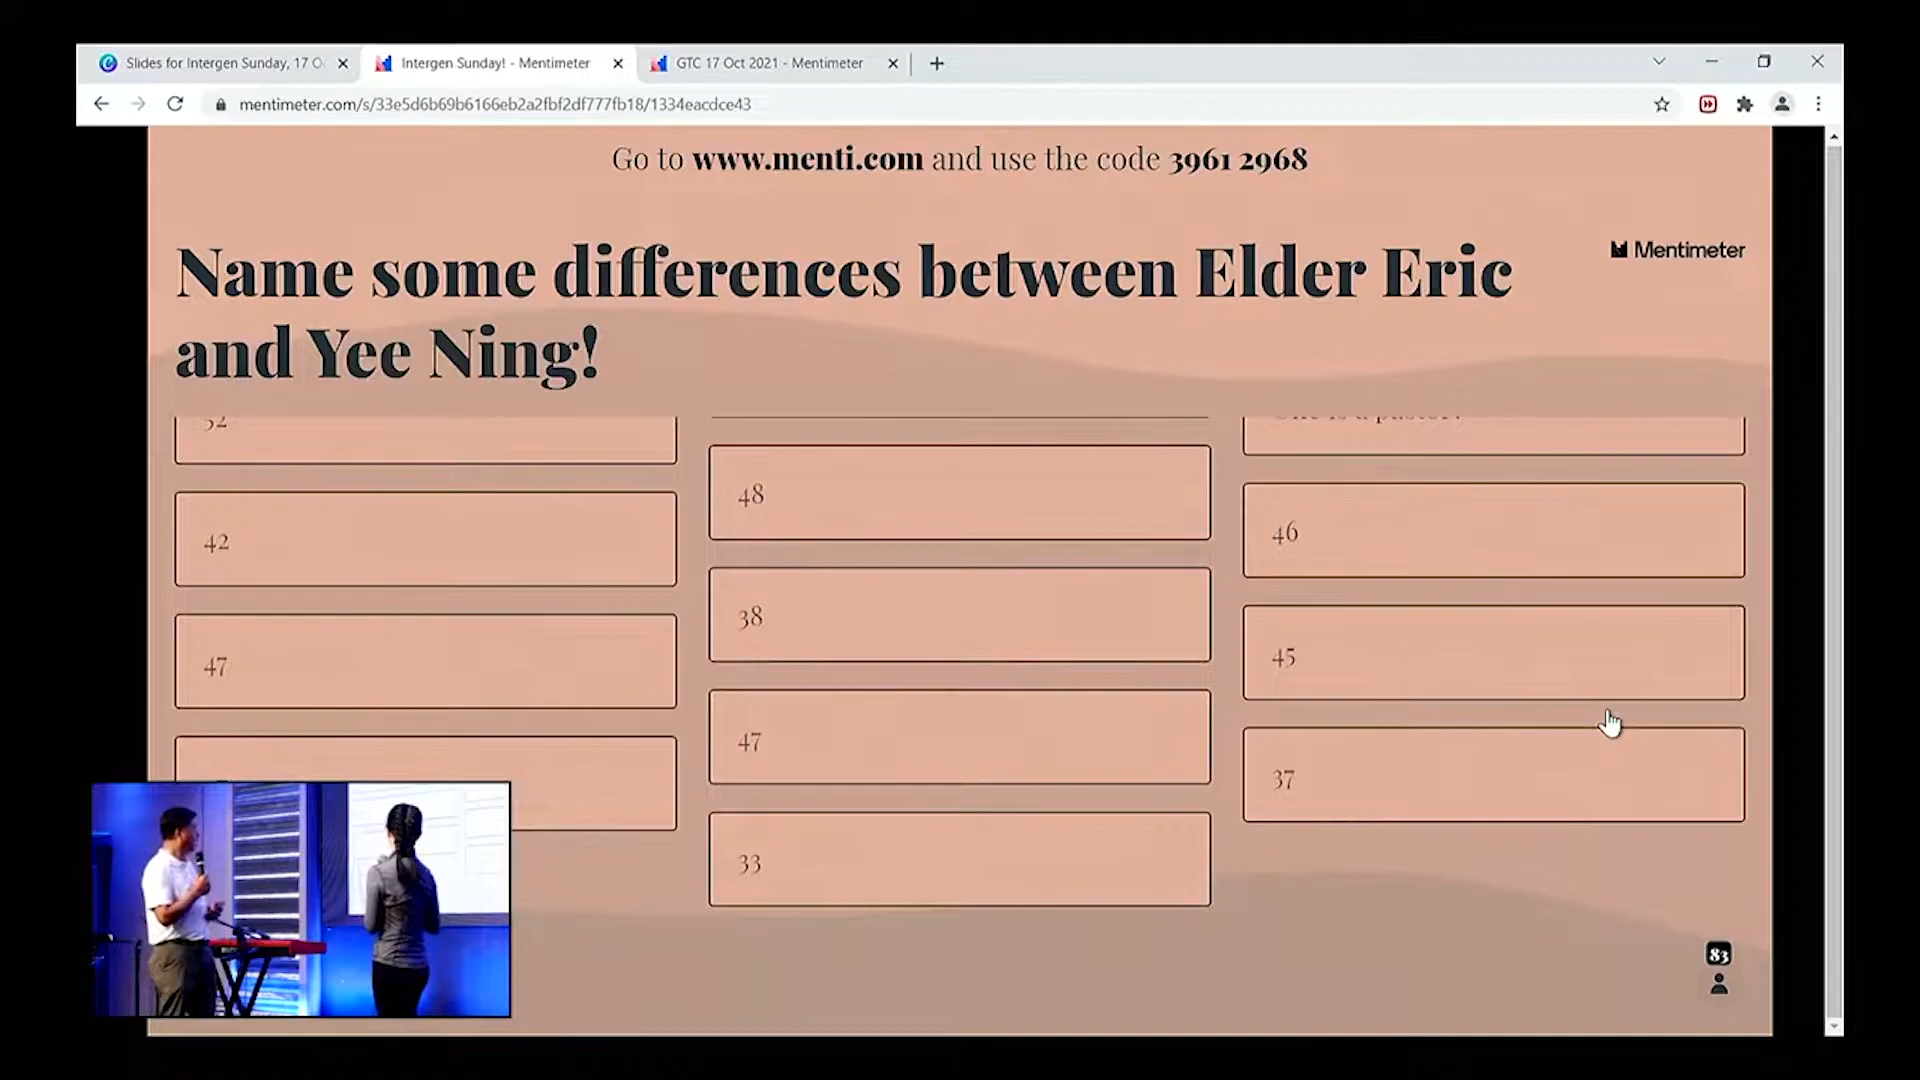 Slides for Intergen Sunday, 17 O
Intergen Sunday! - Mentimeter
GTC 17 Oct 2021 - Mentimeter
mentimeter.com/s/33e5d6b69b6166eb2a2fbf2df777fb18/1334eacdce43
Go to www.menti.com and use the code 3961 2968
Name some differences between Elder Eric
and Yee Ning!
Mentimeter
42
47
48
38
47
33
46
45
37
83